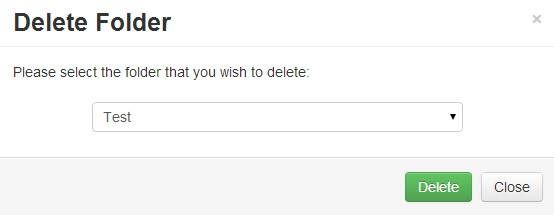 Delete Folder
×
Please select the folder that you wish to delete:
Test
Delete Close